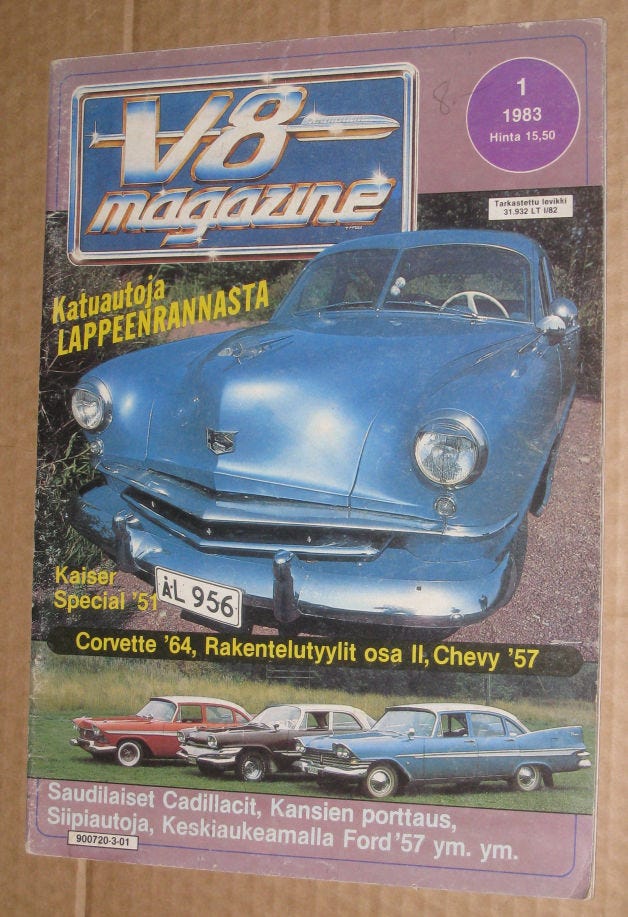 V8
magazine
8.-
1
1983
Hinta 15,50
Tarkastettu levikki
31.932 LT I/82
Katuautoja
LAPPEENRANNASTA
Kaiser
Special '51
ÅL 956
Corvette '64, Rakentelutyylit osa II, Chevy '57
Saudilaiset Cadillacit, Kansien porttaus,
Siipiautoja, Keskiaukeamalla Ford '57 ym. ym.
900720-3-01